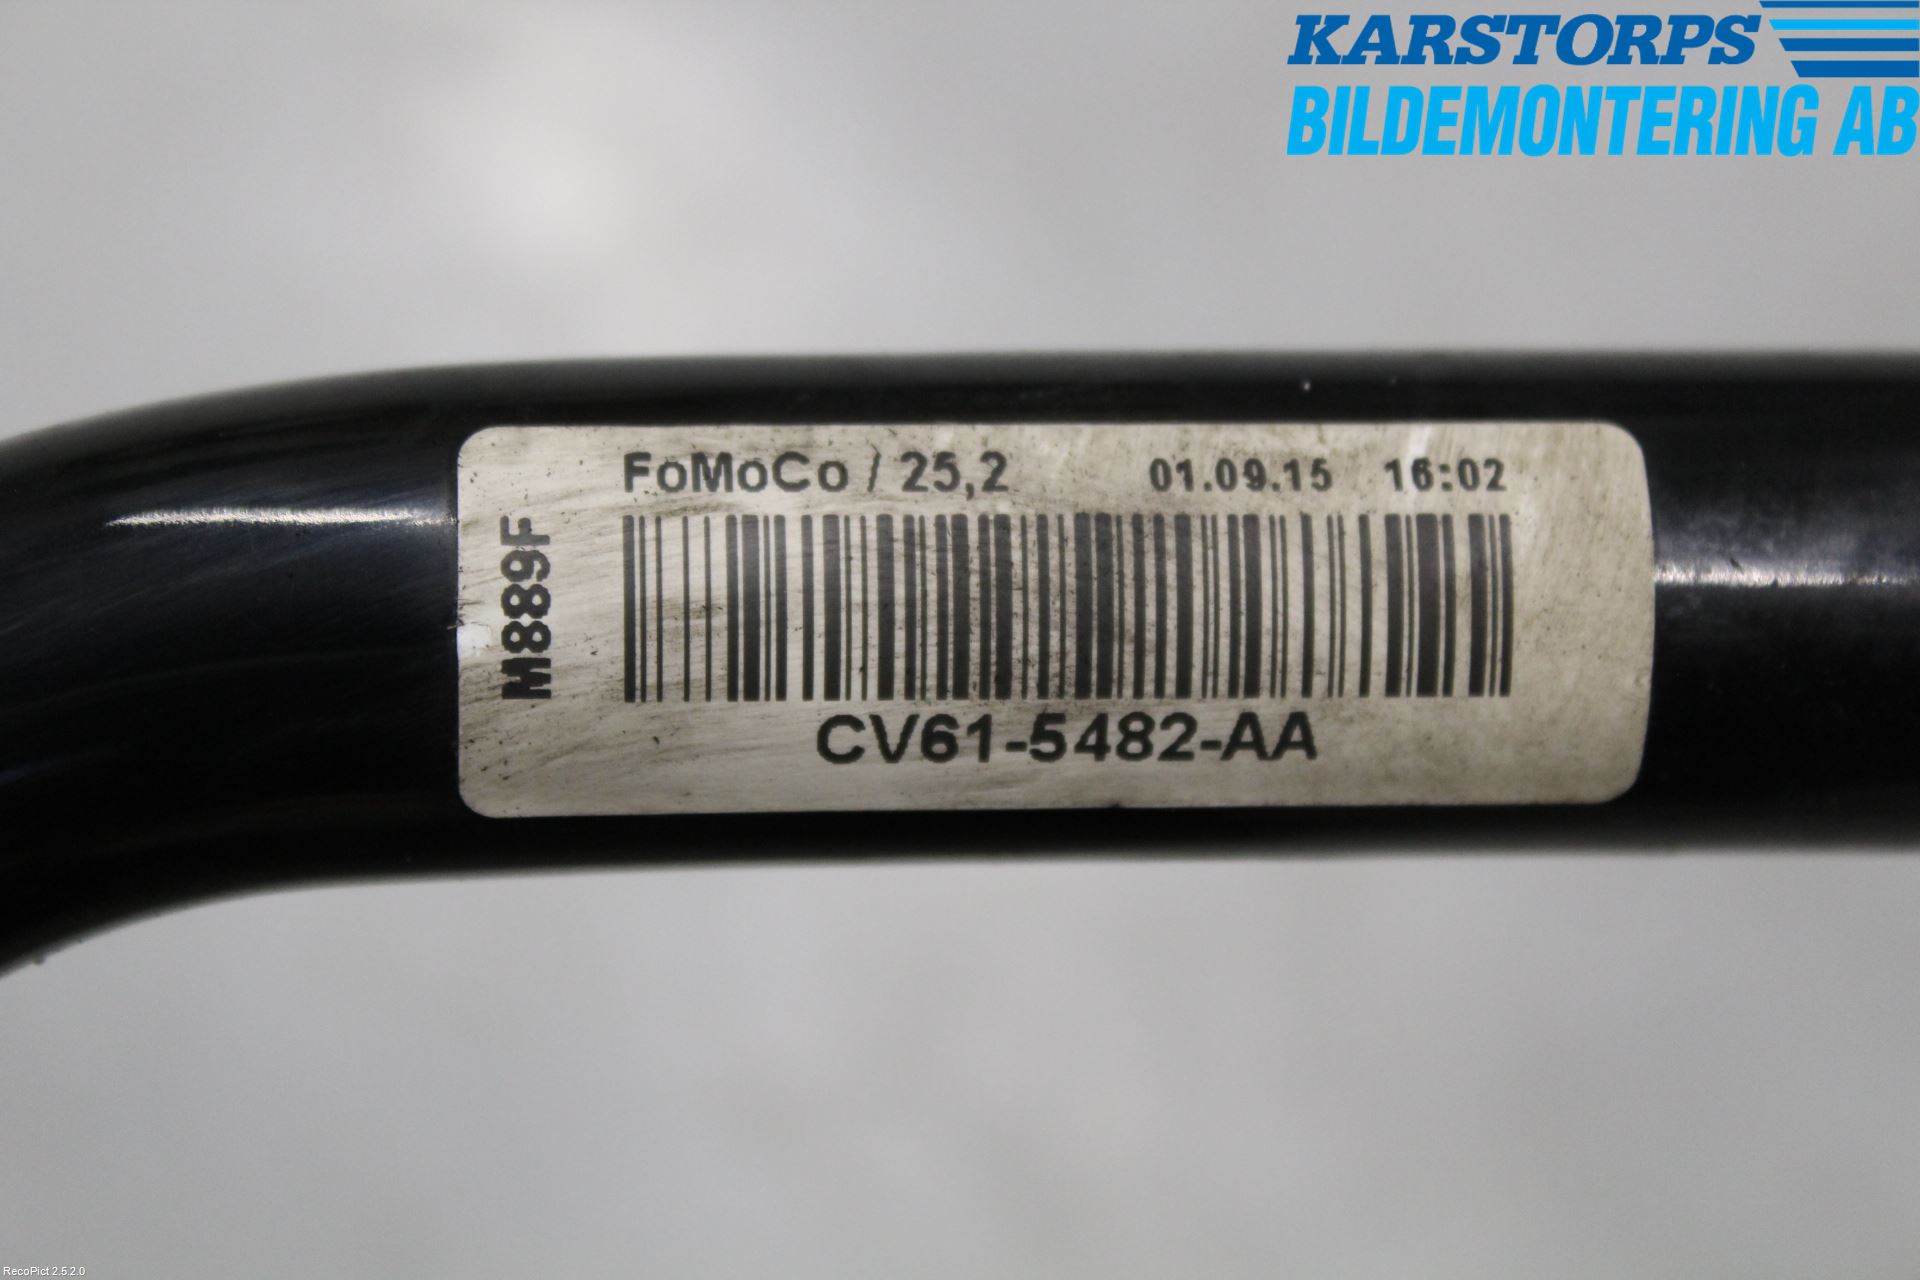 KARSTORPS
BILDEMONTERING AB
FoMoCo / 25,2 01.09.15 16:02
M889F
CV61-5482-AA
RecoPict 2.5.2.0